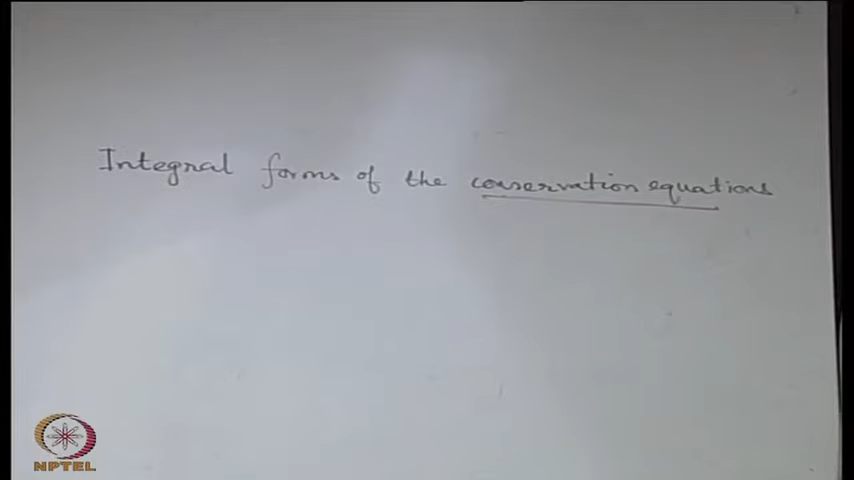 Integral forms of the conservation equations
NPTEL